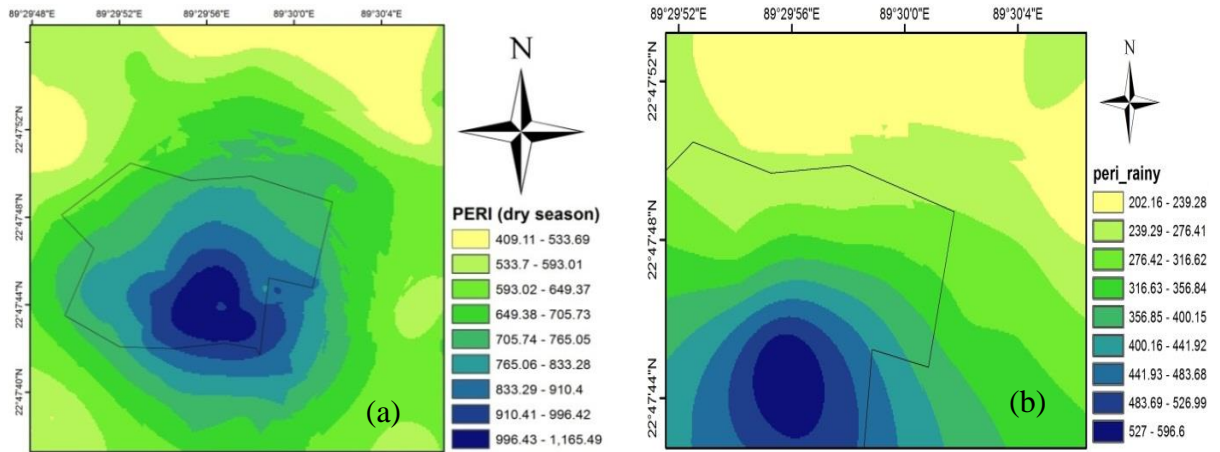 89°29'48"E 89°29'52"E 89°29'56"E 89°30'0"E 89°30'4"E
22°47'52"N
22°47'48"N
22°47'44"N
22°47'40"N
N
PERI (dry season)
409.11 - 533.69
533.7 - 593.01
593.02 - 649.37
649.38 - 705.73
705.74 - 765.05
765.06 - 833.28
833.29 - 910.4
910.41 - 996.42
996.43 - 1,165.49
(a)
89°29'52"E 89°29'56"E 89°30'0"E 89°30'4"E
22°47'52"N
22°47'48"N
22°47'44"N
N
peri_rainy
202.16 - 239.28
239.29 - 276.41
276.42 - 316.62
316.63 - 356.84
356.85 - 400.15
400.16 - 441.92
441.93 - 483.68
483.69 - 526.99
527 - 596.6
(b)